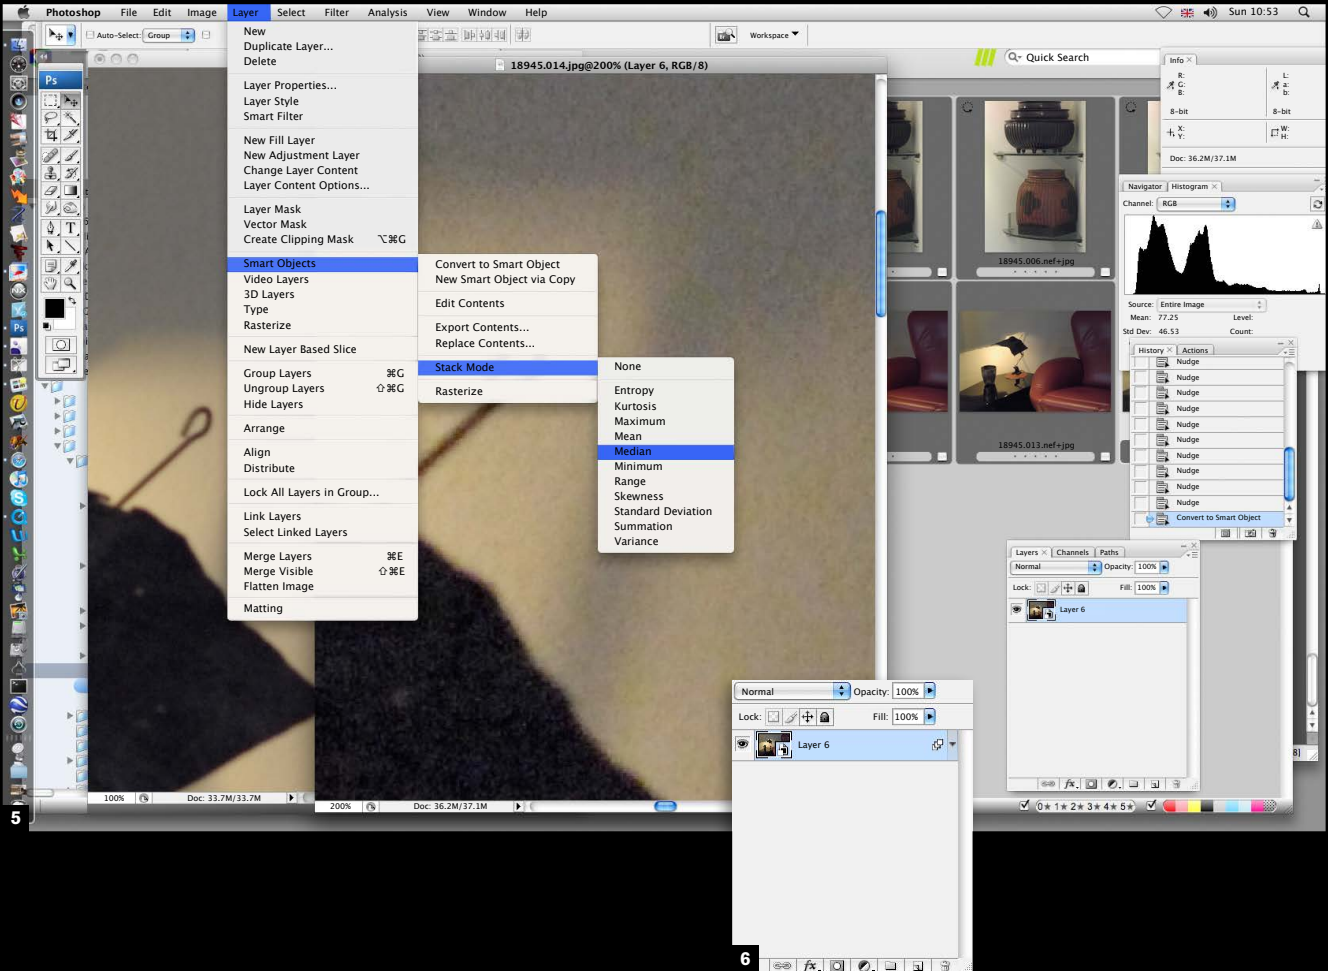 Photoshop File Edit Image Layer Select Filter Analysis View Window Help
Sun 10:53
Auto-Select: Group
Workspace
18945.014.jpg@200% (Layer 6, RGB/8)
Quick Search
Ps
New
Duplicate Layer...
Delete
Layer Properties...
Layer Style
Smart Filter
New Fill Layer
New Adjustment Layer
Change Layer Content
Layer Content Options...
Layer Mask
Vector Mask
Create Clipping Mask ⌥⌘G
Smart Objects
Video Layers
3D Layers
Type
Rasterize
New Layer Based Slice
Group Layers ⌘G
Ungroup Layers ⇧⌘G
Hide Layers
Arrange
Align
Distribute
Lock All Layers in Group...
Link Layers
Select Linked Layers
Merge Layers ⌘E
Merge Visible ⇧⌘E
Flatten Image
Matting
Convert to Smart Object
New Smart Object via Copy
Edit Contents
Export Contents...
Replace Contents...
Stack Mode
Rasterize
None
Entropy
Kurtosis
Maximum
Mean
Median
Minimum
Range
Skewness
Standard Deviation
Summation
Variance
Info
R:
G:
B:
L:
a:
b:
8-bit
8-bit
X:
Y:
W:
H:
Doc: 36.2M/37.1M
Navigator Histogram
Channel: RGB
Source: Entire Image
Mean: 77.25 Level:
Std Dev: 46.53 Count:
18945.006.nef+jpg
18945.013.nef+jpg
History Actions
Nudge
Nudge
Nudge
Nudge
Nudge
Nudge
Nudge
Nudge
Nudge
Nudge
Convert to Smart Object
Layers Channels Paths
Normal Opacity: 100%
Lock: Fill: 100%
Layer 6
100% Doc: 33.7M/33.7M
200% Doc: 36.2M/37.1M
0★ 1★ 2★ 3★ 4★ 5★
5
Normal Opacity: 100%
Lock: Fill: 100%
Layer 6
6